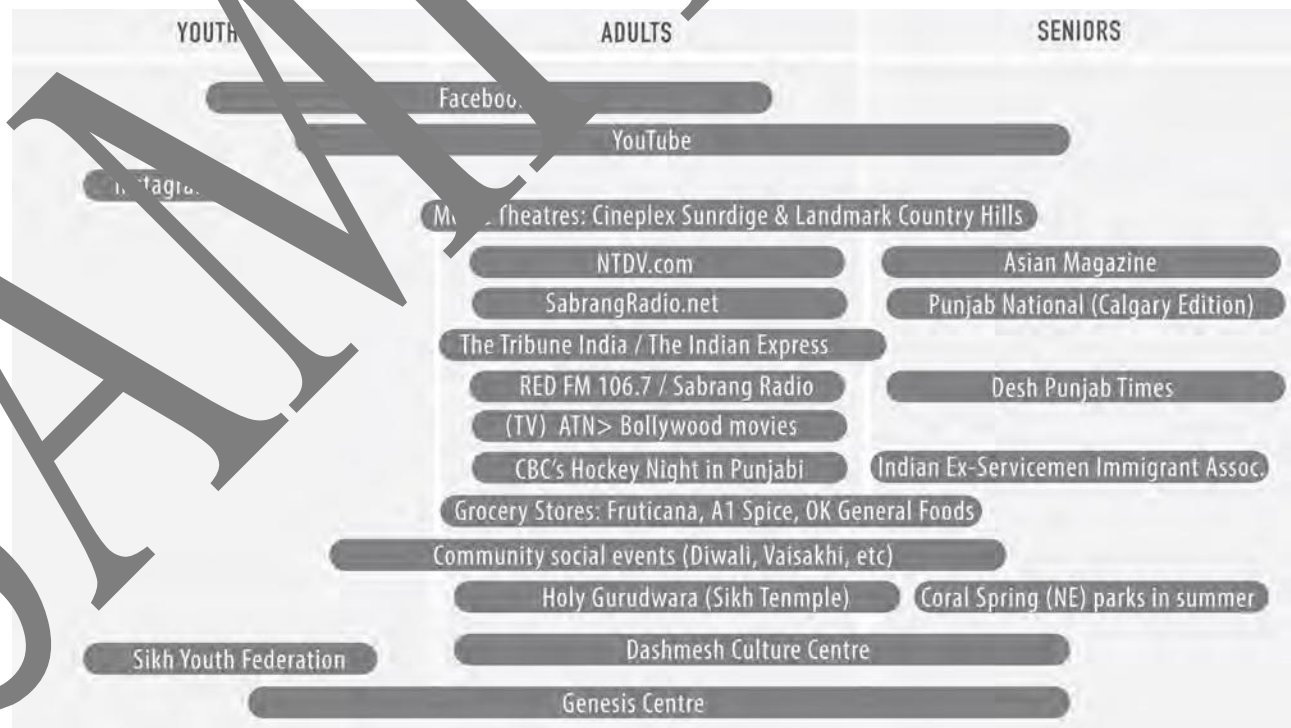 YOUTH ADULTS SENIORS
Facebook
YouTube
Instagram
Movie Theatres: Cineplex Sunrdige & Landmark Country Hills
NTDV.com Asian Magazine
SabrangRadio.net Punjab National (Calgary Edition)
The Tribune India / The Indian Express
RED FM 106.7 / Sabrang Radio Desh Punjab Times
(TV) ATN> Bollywood movies
CBC's Hockey Night in Punjabi Indian Ex-Servicemen Immigrant Assoc.
Grocery Stores: Fruticana, A1 Spice, OK General Foods
Community social events (Diwali, Vaisakhi, etc)
Holy Gurudwara (Sikh Tenmple) Coral Spring (NE) parks in summer
Sikh Youth Federation Dashmesh Culture Centre
Genesis Centre